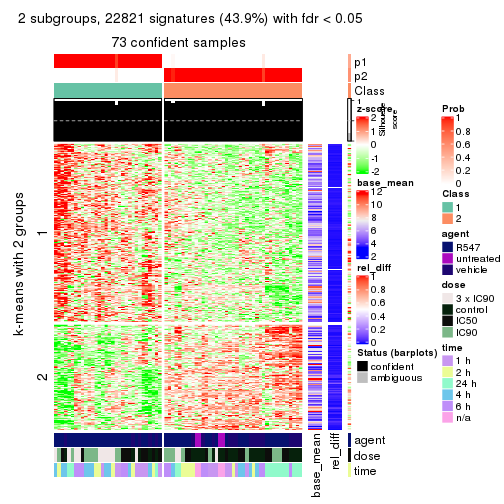 2 subgroups, 22821 signatures (43.9%) with fdr < 0.05
73 confident samples
p1
p2
Class
1
Silhouette
score
k-means with 2 groups
1
2
agent
dose
time
base_mean
rel_diff
z-score
2
1
0
-1
-2
base_mean
12
10
8
6
4
2
rel_diff
1
0.8
0.6
0.4
0.2
0
Status (barplots)
confident
ambiguous
Prob
1
0.8
0.6
0.4
0.2
0
Class
1
2
agent
R547
untreated
vehicle
dose
3 x IC90
control
IC50
IC90
time
1 h
2 h
24 h
4 h
6 h
n/a